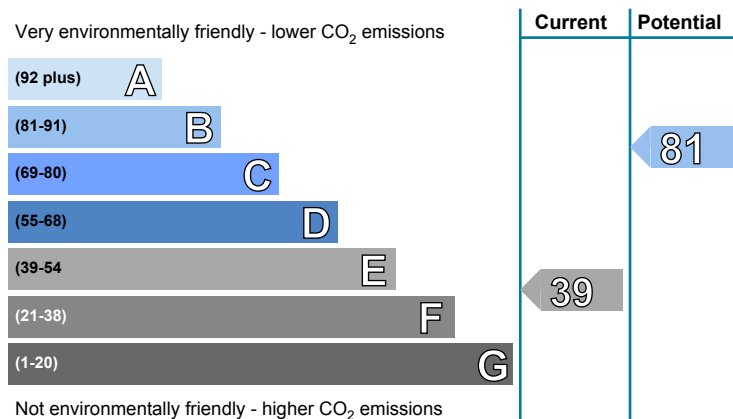 Current Potential
Very environmentally friendly - lower CO2 emissions
(92 plus) A
(81-91) B
81
(69-80) C
(55-68) D
(39-54 E
39
(21-38) F
(1-20) G
Not environmentally friendly - higher CO2 emissions